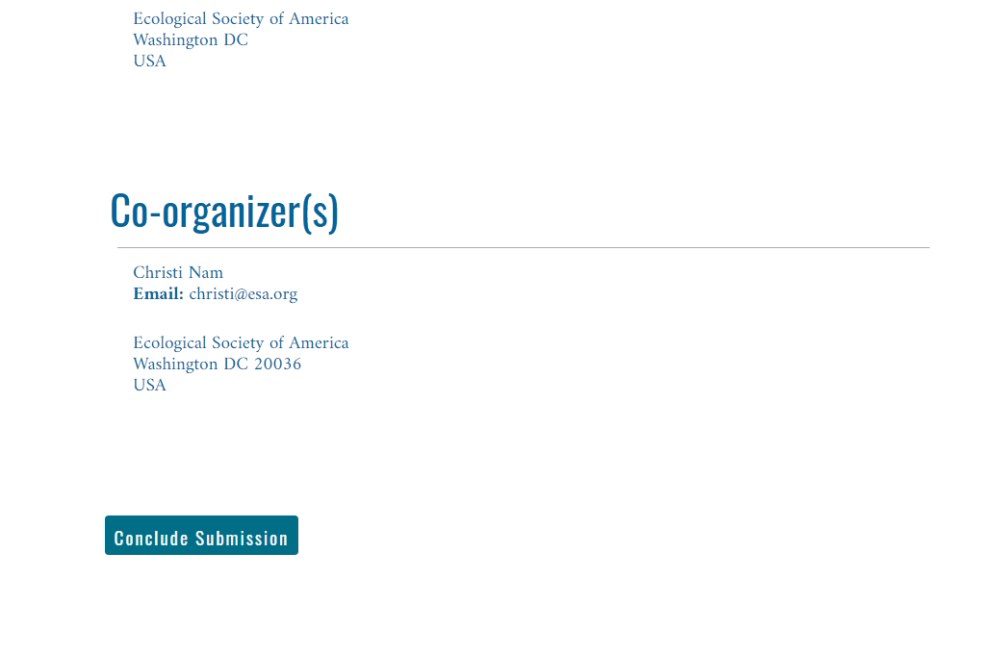 Ecological Society of America
Washington DC
USA
Co-organizer(s)
Christi Nam
Email: christi@esa.org
Ecological Society of America
Washington DC 20036
USA
Conclude Submission